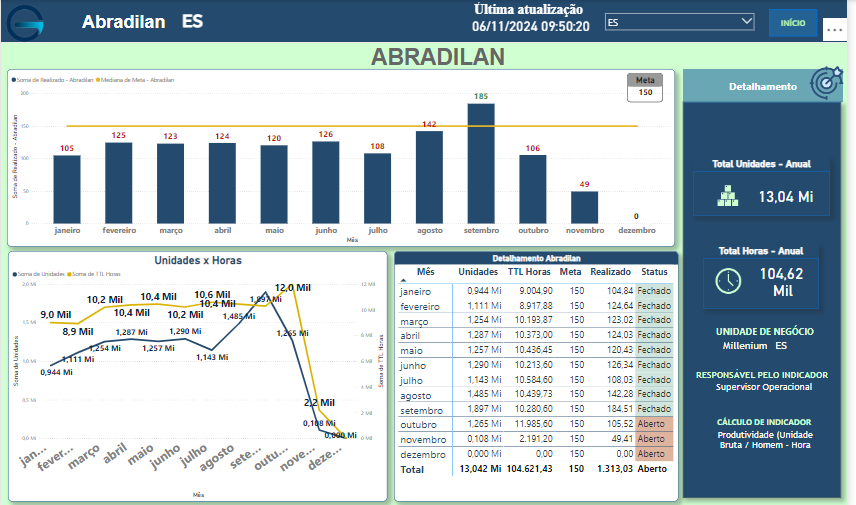 Abradilan ES
Última atualização
06/11/2024 09:50:20
ES
INÍCIO
...
ABRADILAN
Soma de Realizado - Abradilan Mediana de Meta - Abradilan
Meta
150
Soma de Realizado - Abradilan
200
150
100
50
0
105 125 123 124 120 126 108 142 185 106 49 0
janeiro fevereiro março abril maio junho julho agosto setembro outubro novembro dezembro
Mês
Unidades x Horas
Soma de Unidades Soma de TTL Horas
Soma de Unidades
2,0 Mi
1,5 Mi
1,0 Mi
0,5 Mi
0,0 Mi
9,0 Mil 8,9 Mil 10,2 Mil 10,4 Mil 10,4 Mil 10,2 Mil 10,6 Mil 10,4 Mil 12,0 Mil 2,2 Mil
0,944 Mi 1,111 Mi 1,254 Mi 1,287 Mi 1,257 Mi 1,290 Mi 1,143 Mi 1,485 Mi 1,897 Mi 1,265 Mi 0,108 Mi 0,000 Mi
12 Mil
10 Mil
8 Mil
6 Mil
4 Mil
2 Mil
0 Mil
Soma de TTL Horas
jan... fever... março abril maio junho julho agosto sete... outu... nove... deze...
Mês
Detalhamento Abradilan
Mês Unidades TTL Horas Meta Realizado Status
janeiro 0,944 Mi 9.004,90 150 104,84 Fechado
fevereiro 1,111 Mi 8.917,88 150 124,64 Fechado
março 1,254 Mi 10.193,87 150 123,02 Fechado
abril 1,287 Mi 10.373,00 150 124,03 Fechado
maio 1,257 Mi 10.436,45 150 120,43 Fechado
junho 1,290 Mi 10.213,60 150 126,34 Fechado
julho 1,143 Mi 10.584,60 150 108,03 Fechado
agosto 1,485 Mi 10.439,73 150 142,28 Fechado
setembro 1,897 Mi 10.280,60 150 184,51 Fechado
outubro 1,265 Mi 11.985,60 150 105,52 Aberto
novembro 0,108 Mi 2.191,20 150 49,41 Aberto
dezembro 0,000 Mi 0,00 150 0,00 Aberto
Total 13,042 Mi 104.621,43 150 1.313,03 Aberto
Detalhamento
Total Unidades - Anual
13,04 Mi
Total Horas - Anual
104,62
Mil
UNIDADE DE NEGÓCIO
Millenium ES
RESPONSÁVEL PELO INDICADOR
Supervisor Operacional
CÁLCULO DE INDICADOR
Produtividade (Unidade
Bruta / Homem - Hora